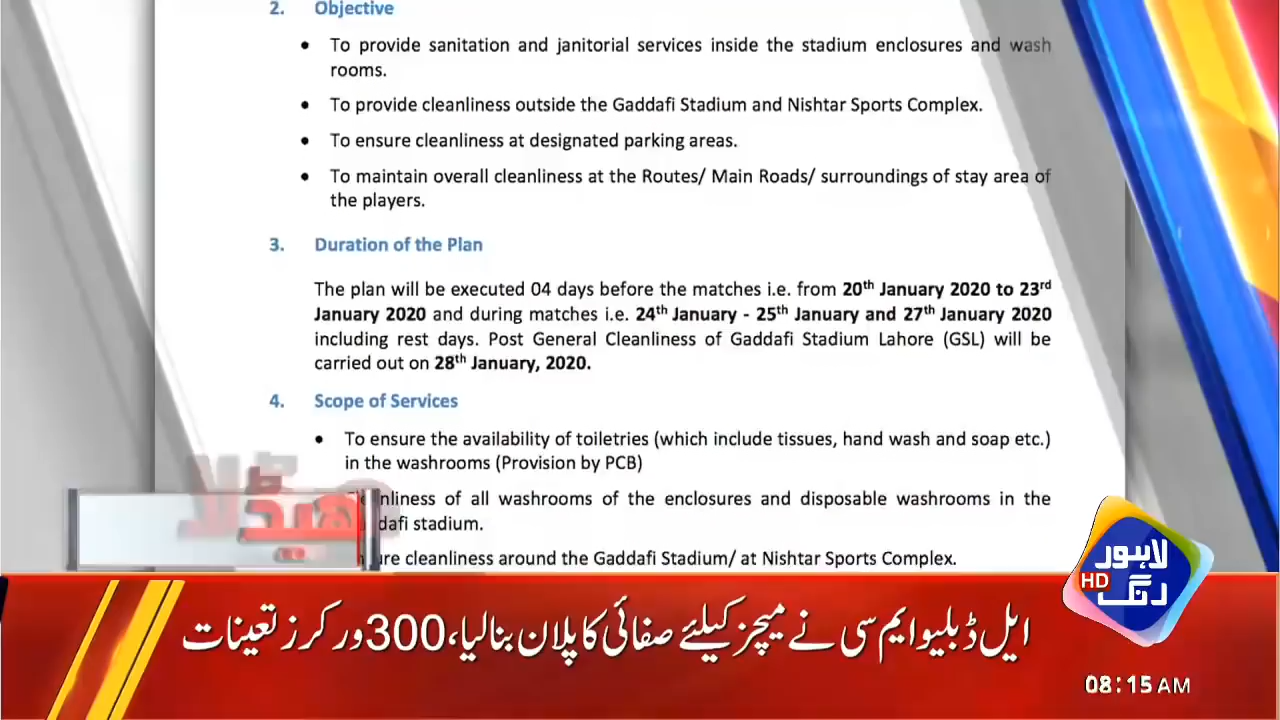 2. Objective
• To provide sanitation and janitorial services inside the stadium enclosures and wash
rooms.
• To provide cleanliness outside the Gaddafi Stadium and Nishtar Sports Complex.
• To ensure cleanliness at designated parking areas.
• To maintain overall cleanliness at the Routes/ Main Roads/ surroundings of stay area of
the players.
3. Duration of the Plan
The plan will be executed 04 days before the matches i.e. from 20th January 2020 to 23rd
January 2020 and during matches i.e. 24th January - 25th January and 27th January 2020
including rest days. Post General Cleanliness of Gaddafi Stadium Lahore (GSL) will be
carried out on 28th January, 2020.
4. Scope of Services
• To ensure the availability of toiletries (which include tissues, hand wash and soap etc.)
in the washrooms (Provision by PCB)
of all washrooms of the enclosures and disposable washrooms in the
stadium.
cleanliness around the Gaddafi Stadium/ at Nishtar Sports Complex.
لاہور
رنگ
HD
ایل ڈبلیو ایم سی نے میچز کیلئے صفائی کا پلان بنا لیا، 300 ورکرز تعینات
08:15 AM